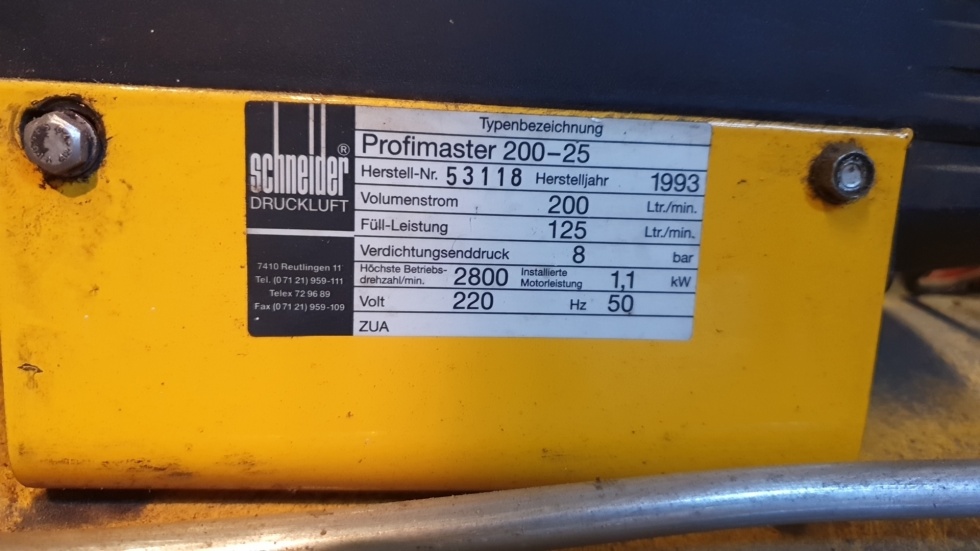 schneider®
DRUCKLUFT
7410 Reutlingen 11
Tel. (0 71 21) 959-111
Telex 72 96 89
Fax (0 71 21) 959-109
Typenbezeichnung
Profimaster 200-25
Herstell-Nr. 53118 Herstelljahr 1993
Volumenstrom 200 Ltr./min.
Füll-Leistung 125 Ltr./min.
Verdichtungsenddruck 8 bar
Höchste Betriebs-
drehzahl/min. 2800 Installierte
Motorleistung 1,1 kW
Volt 220 Hz 50
ZUA